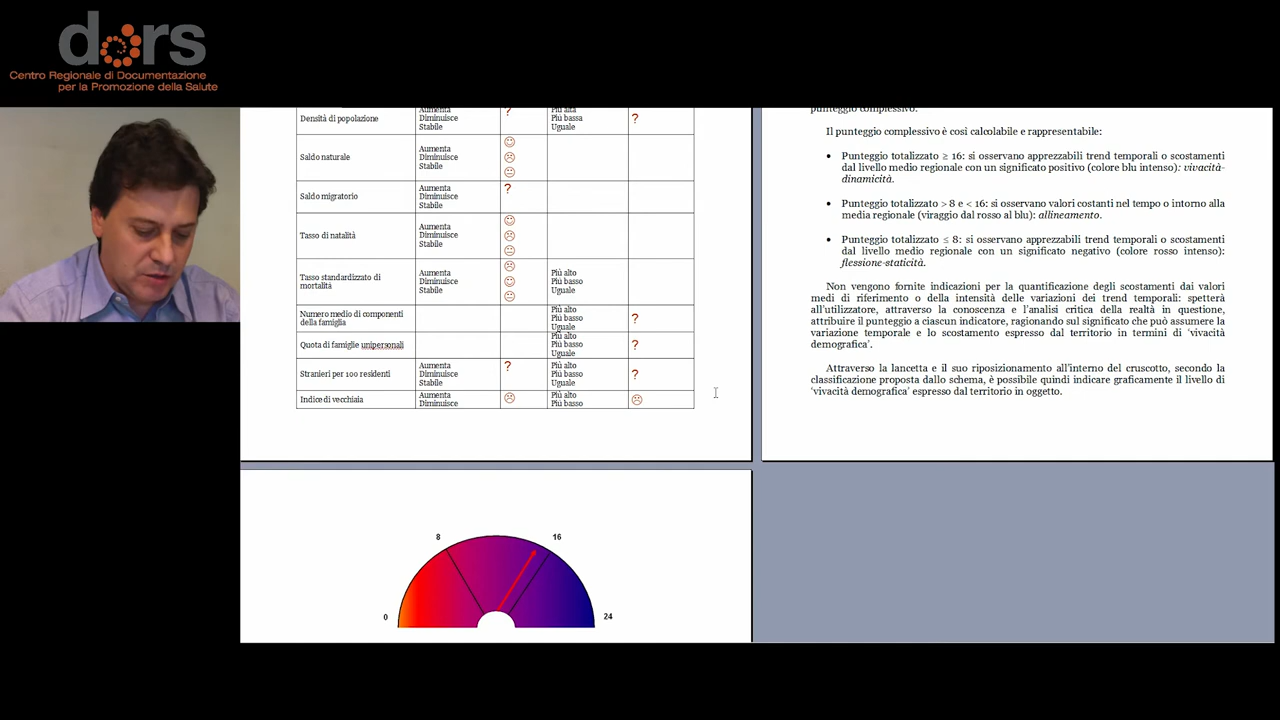 dors
Centro Regionale di Documentazione
per la Promozione della Salute
Densità di popolazione
Aumenta
Diminuisce
Stabile
?
Più alta
Più bassa
Uguale
?
Saldo naturale
Aumenta
Diminuisce
Stabile
Saldo migratorio
Aumenta
Diminuisce
Stabile
?
Tasso di natalità
Aumenta
Diminuisce
Stabile
Tasso standardizzato di
mortalità
Aumenta
Diminuisce
Stabile
Più alto
Più basso
Uguale
Numero medio di componenti
della famiglia
Più alto
Più basso
Uguale
?
Quota di famiglie unipersonali
Più alto
Più basso
Uguale
?
Stranieri per 100 residenti
Aumenta
Diminuisce
Stabile
?
Più alto
Più basso
Uguale
?
Indice di vecchiaia
Aumenta
Diminuisce
Più alto
Più basso
punteggio complessivo.
Il punteggio complessivo è così calcolabile e rappresentabile:
• Punteggio totalizzato ≥ 16: si osservano apprezzabili trend temporali o scostamenti
dal livello medio regionale con un significato positivo (colore blu intenso): vivacità-
dinamicità.
• Punteggio totalizzato > 8 e < 16: si osservano valori costanti nel tempo o intorno alla
media regionale (viraggio dal rosso al blu): allineamento.
• Punteggio totalizzato ≤ 8: si osservano apprezzabili trend temporali o scostamenti
dal livello medio regionale con un significato negativo (colore rosso intenso):
flessione-staticità.
Non vengono fornite indicazioni per la quantificazione degli scostamenti dai valori
medi di riferimento o della intensità delle variazioni dei trend temporali: spetterà
all'utilizzatore, attraverso la conoscenza e l'analisi critica della realtà in questione,
attribuire il punteggio a ciascun indicatore, ragionando sul significato che può assumere la
variazione temporale e lo scostamento espresso dal territorio in termini di 'vivacità
demografica'.
Attraverso la lancetta e il suo riposizionamento all'interno del cruscotto, secondo la
classificazione proposta dallo schema, è possibile quindi indicare graficamente il livello di
'vivacità demografica' espresso dal territorio in oggetto.
8
16
0
24